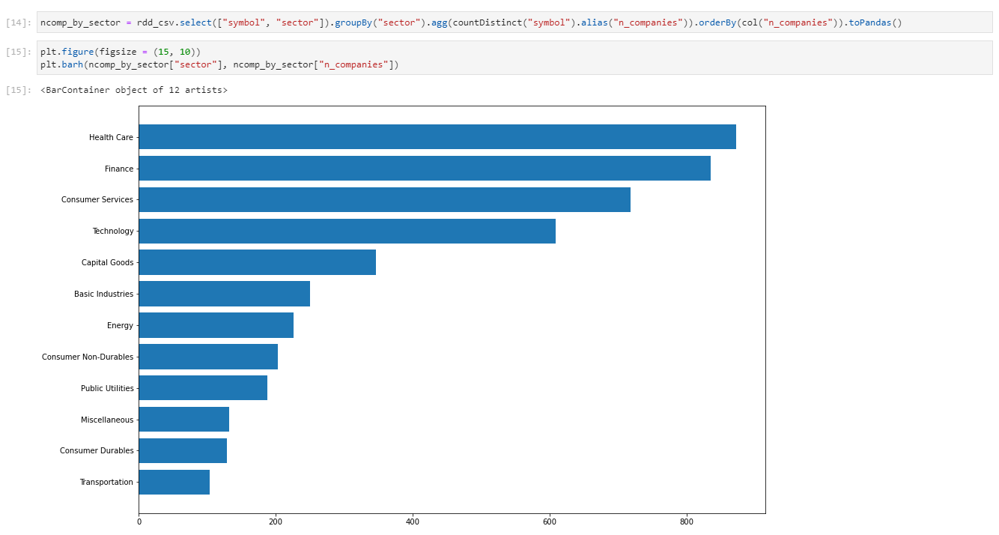 [14]: ncomp_by_sector = rdd_csv.select(["symbol", "sector"]).groupBy("sector").agg(countDistinct("symbol").alias("n_companies")).orderBy(col("n_companies")).toPandas()
[15]: plt.figure(figsize = (15, 10))
plt.barh(ncomp_by_sector["sector"], ncomp_by_sector["n_companies"])
[15]: <BarContainer object of 12 artists>
Health Care
Finance
Consumer Services
Technology
Capital Goods
Basic Industries
Energy
Consumer Non-Durables
Public Utilities
Miscellaneous
Consumer Durables
Transportation
0 200 400 600 800